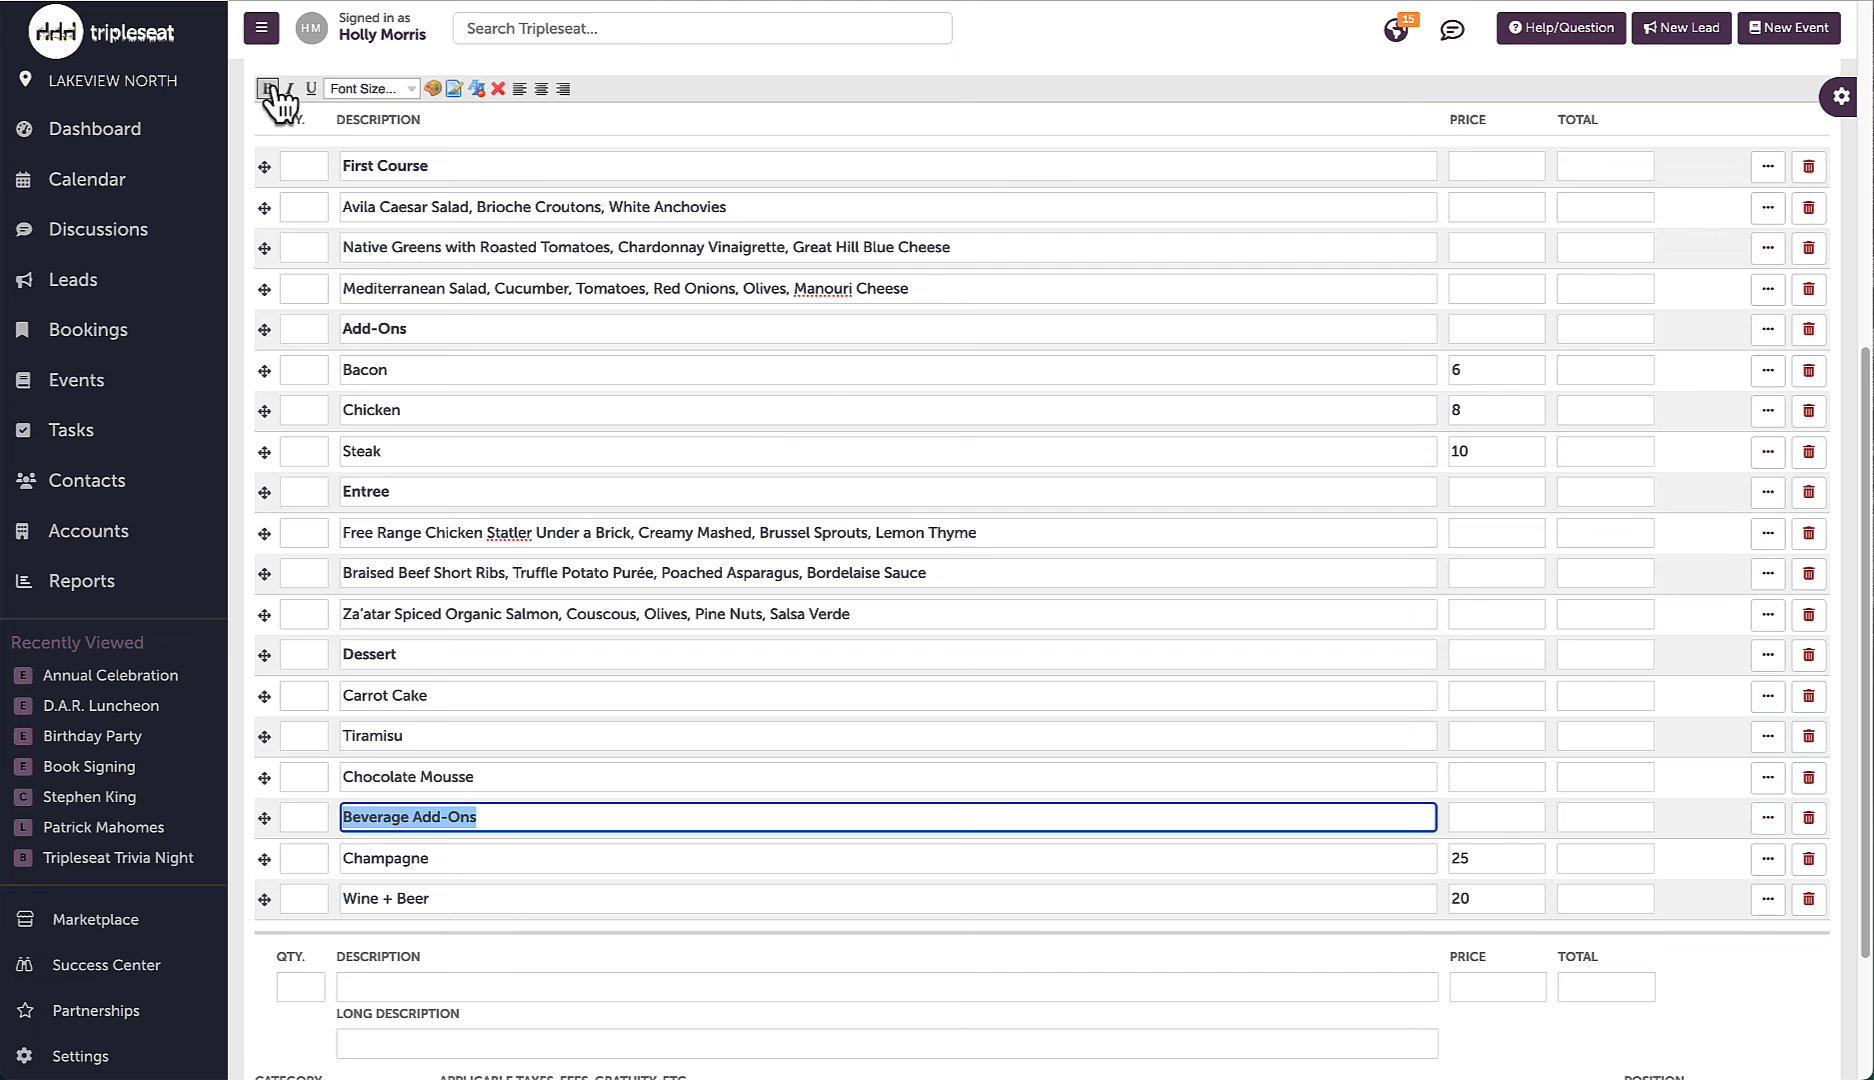 tripleseat
Signed in as
HM
Holly Morris
Search Tripleseat...
15
Help/Question
New Lead
New Event
LAKEVIEW NORTH
Dashboard
Calendar
Discussions
Leads
Bookings
Events
Tasks
Contacts
Accounts
Reports
Recently Viewed
E Annual Celebration
E D.A.R. Luncheon
E Birthday Party
E Book Signing
C Stephen King
L Patrick Mahomes
B Tripleseat Trivia Night
Marketplace
Success Center
Partnerships
Settings
B I U Font Size...
DESCRIPTION PRICE TOTAL
First Course
Avila Caesar Salad, Brioche Croutons, White Anchovies
Native Greens with Roasted Tomatoes, Chardonnay Vinaigrette, Great Hill Blue Cheese
Mediterranean Salad, Cucumber, Tomatoes, Red Onions, Olives, Manouri Cheese
Add-Ons
Bacon 6
Chicken 8
Steak 10
Entree
Free Range Chicken Statler Under a Brick, Creamy Mashed, Brussel Sprouts, Lemon Thyme
Braised Beef Short Ribs, Truffle Potato Purée, Poached Asparagus, Bordelaise Sauce
Za’atar Spiced Organic Salmon, Couscous, Olives, Pine Nuts, Salsa Verde
Dessert
Carrot Cake
Tiramisu
Chocolate Mousse
Beverage Add-Ons
Champagne 25
Wine + Beer 20
QTY. DESCRIPTION PRICE TOTAL
LONG DESCRIPTION
CATEGORY APPLICABLE TAXES, FEES, GRATUITY, ETC. POSITION